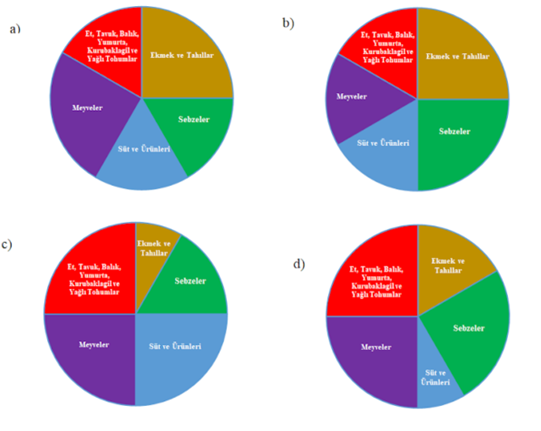 a)
Et, Tavuk, Balık,
Yumurta,
Kurubaklagil ve
Yağlı Tohumlar
Ekmek ve Tahıllar
Meyveler
Sebzeler
Süt ve Ürünleri
b)
Et, Tavuk, Balık,
Yumurta,
Kurubaklagil ve
Yağlı Tohumlar
Ekmek ve Tahıllar
Meyveler
Sebzeler
Süt ve Ürünleri
c)
Et, Tavuk, Balık,
Yumurta,
Kurubaklagil ve
Yağlı Tohumlar
Ekmek ve
Tahıllar
Sebzeler
Meyveler
Süt ve Ürünleri
d)
Et, Tavuk, Balık,
Yumurta,
Kurubaklagil ve
Yağlı Tohumlar
Ekmek ve
Tahıllar
Sebzeler
Meyveler
Süt ve
Ürünleri